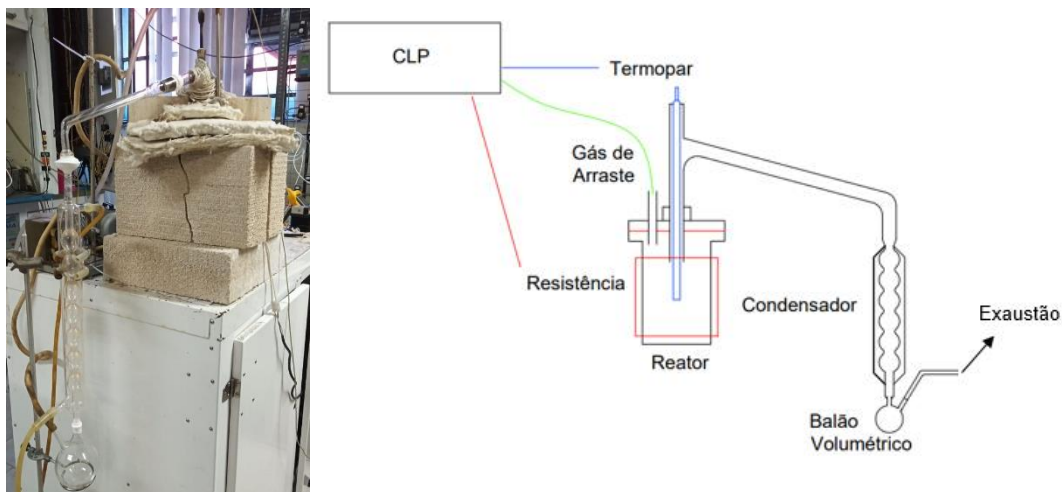 CLP
Termopar
Gás de
Arraste
Resistência
Condensador
Exaustão
Reator
Balão
Volumétrico